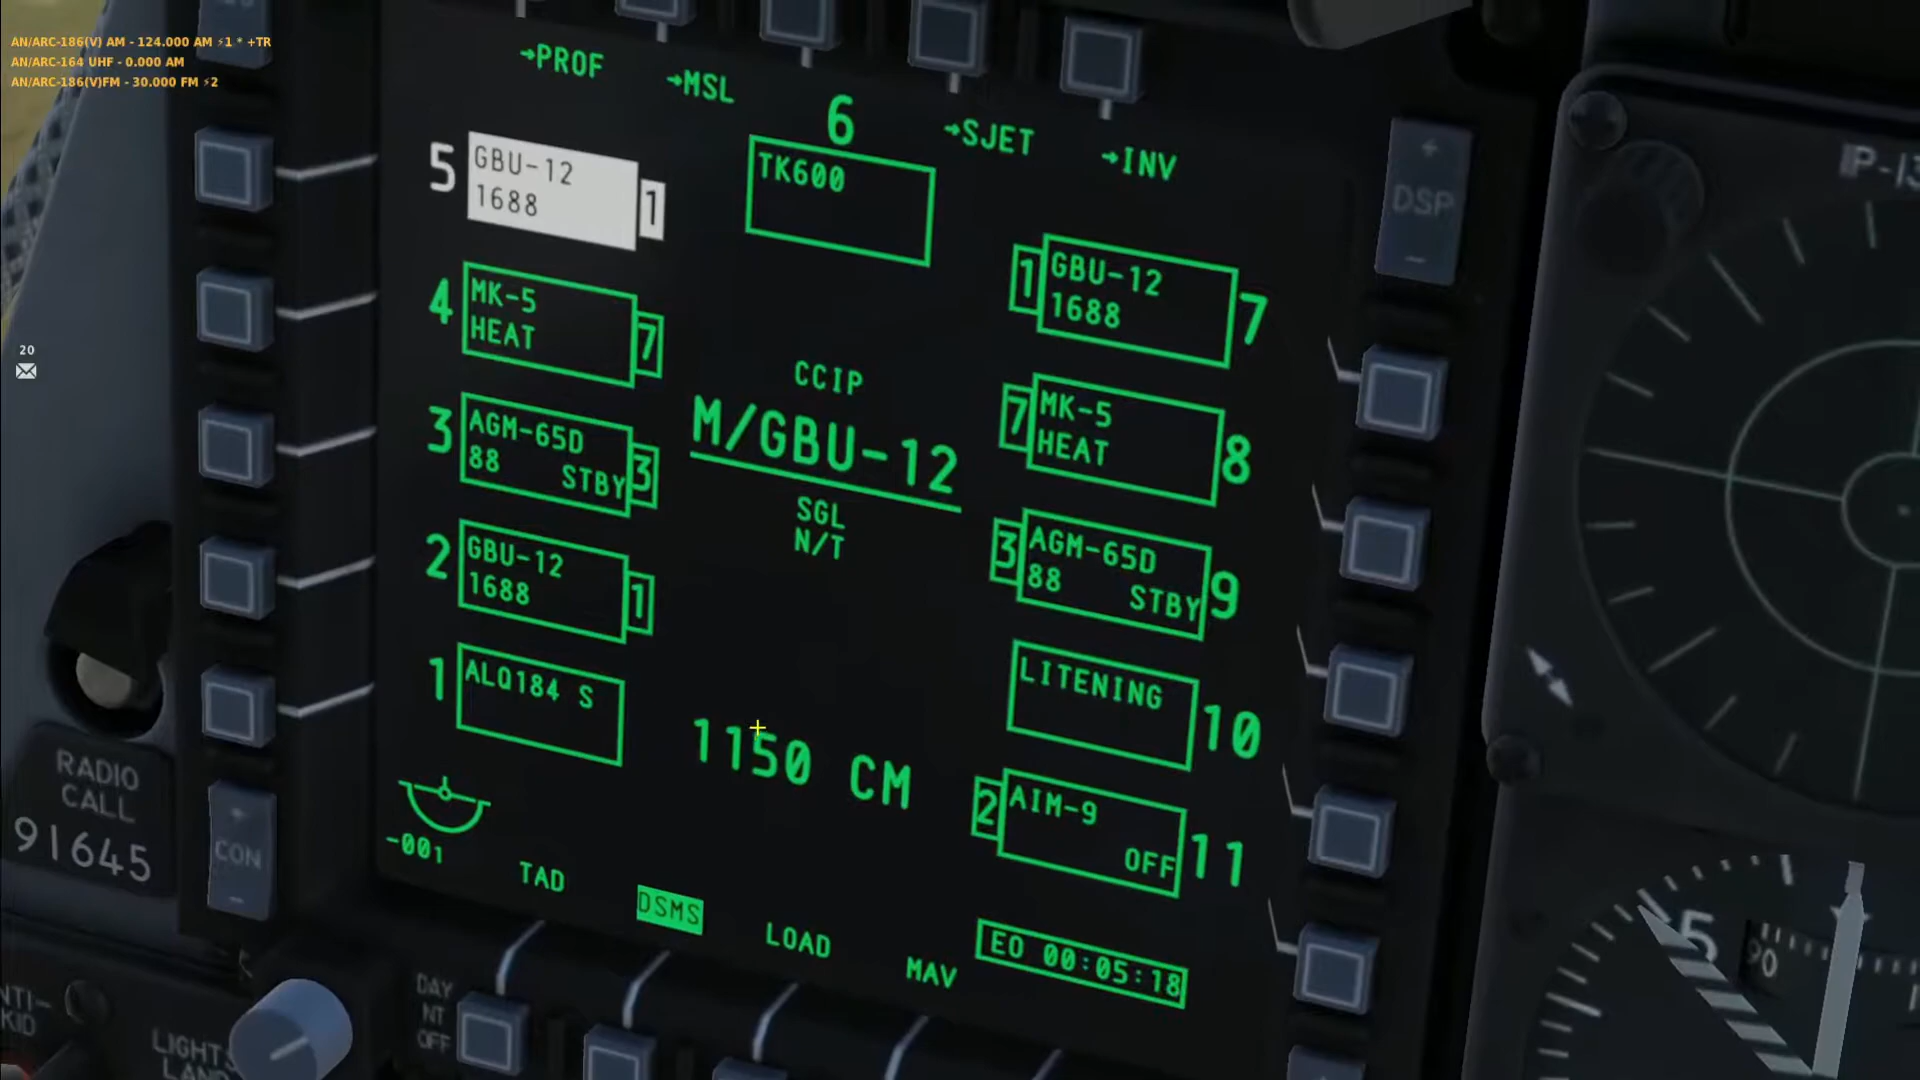 AN/ARC-186(V) AM - 124.000 AM ⚡1 * +TR
AN/ARC-164 UHF - 0.000 AM
AN/ARC-186(V)FM - 30.000 FM ⚡2
20
→PROF
→MSL
6
→SJET
→INV
TK600
5
GBU-12
1688
1
4
MK-5
HEAT
7
3
AGM-65D
88 STBY
3
2
GBU-12
1688
1
1
ALQ184 S
CCIP
M/GBU-12
SGL
N/T
1150 CM
1
GBU-12
1688
7
7
MK-5
HEAT
8
3
AGM-65D
88 STBY
9
LITENING
10
2
AIM-9
OFF
11
-001
TAD
DSMS
LOAD
MAV
EO 00:05:18
+
DSP
-
+
CON
-
RADIO
CALL
91645
DAY
NT
OFF
5
90